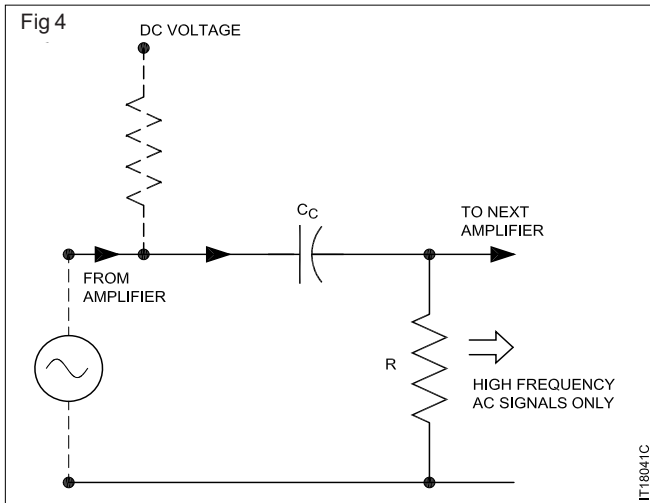 Fig 4
DC VOLTAGE
CC
TO NEXT
AMPLIFIER
FROM
AMPLIFIER
R
HIGH FREQUENCY
AC SIGNALS ONLY
IT18041C